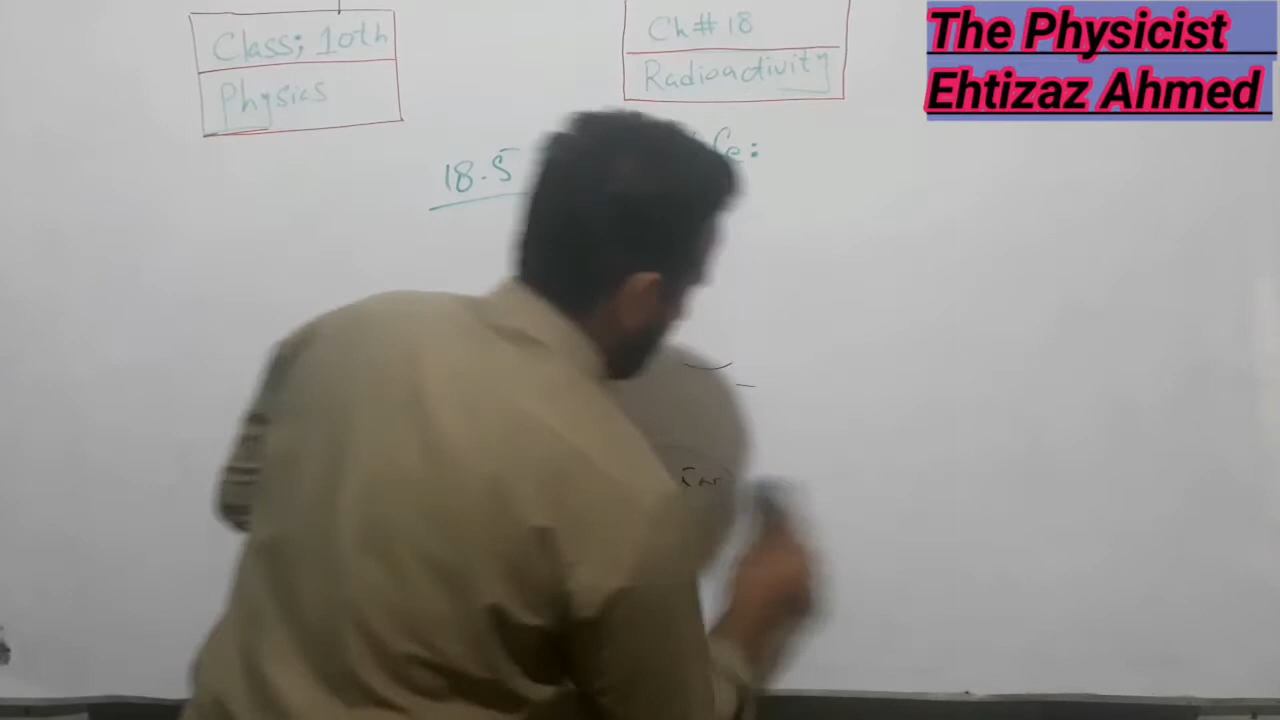 Class; 10th
Physics
Ch # 18
Radioactivity
The Physicist
Ehtizaz Ahmed
18.5